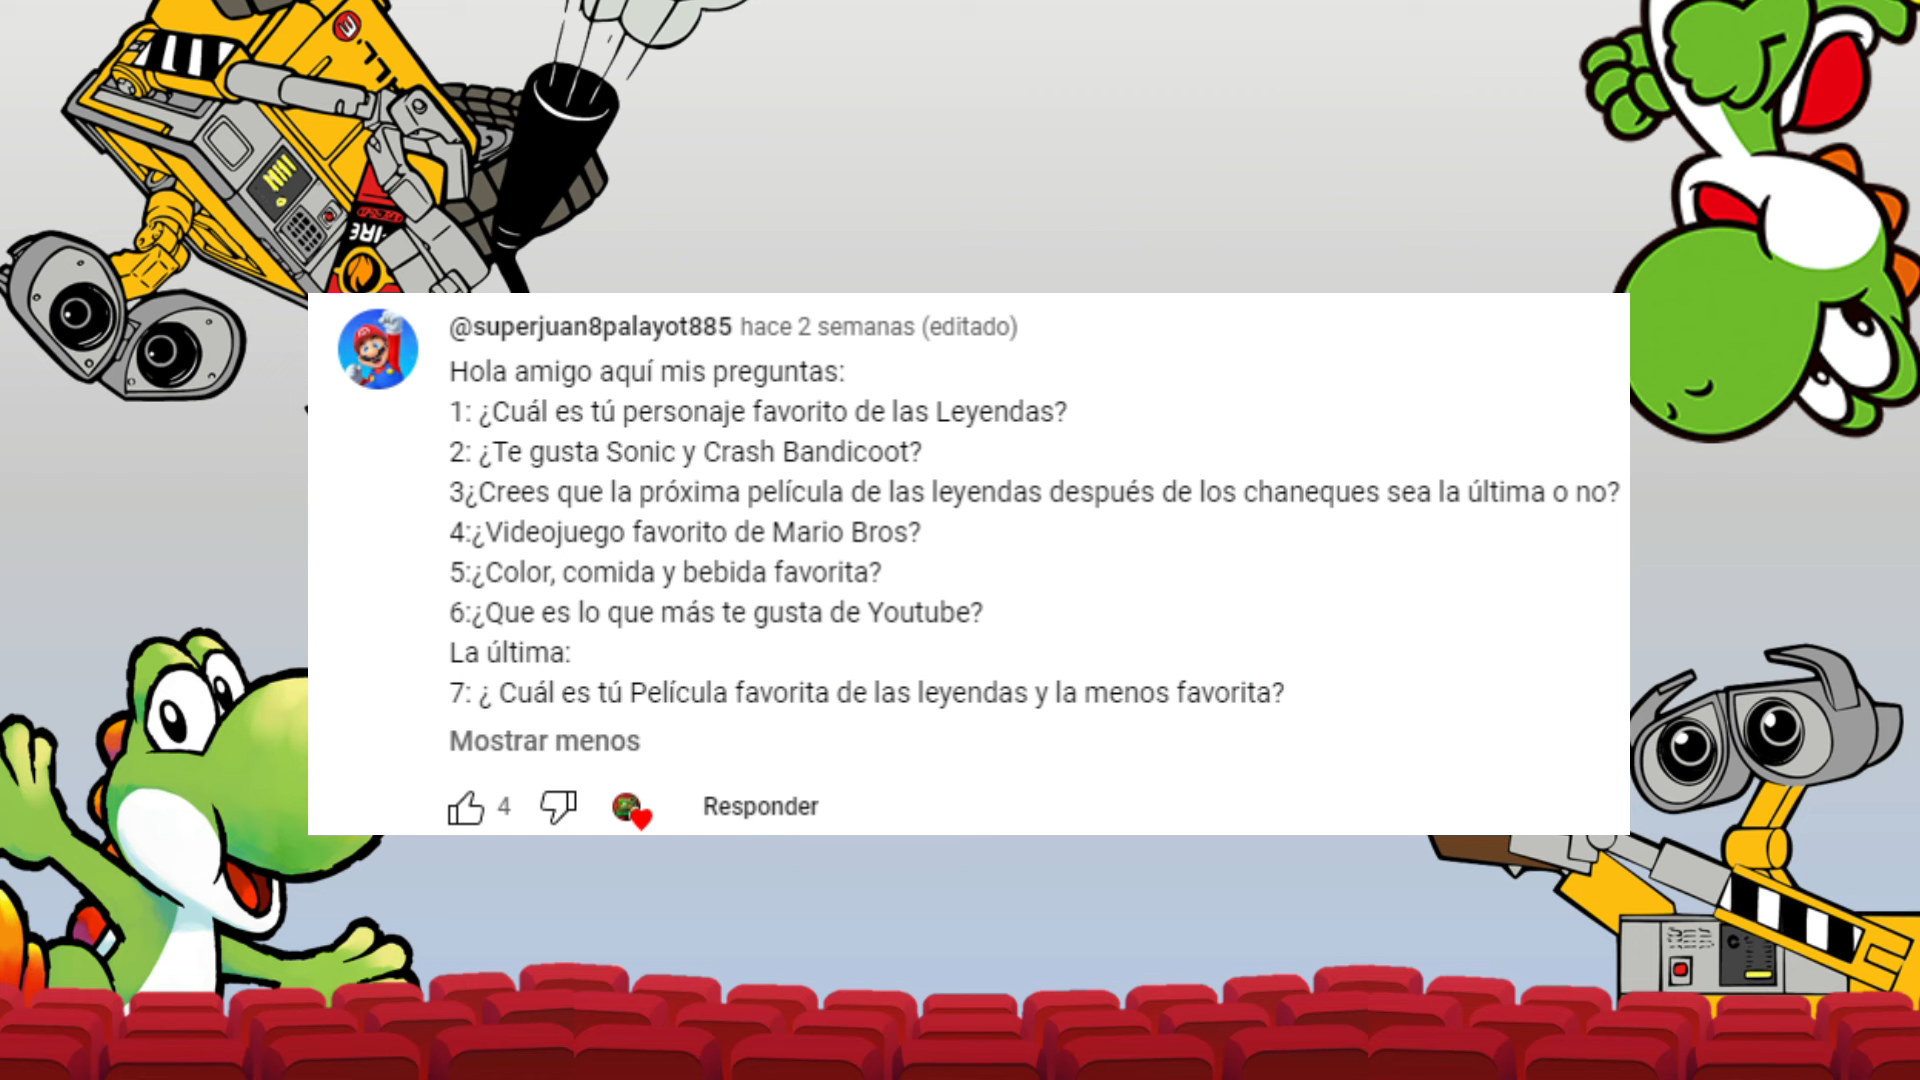 WALL·E
FIRE
@superjuan8palayot885 hace 2 semanas (editado)
Hola amigo aquí mis preguntas:
1: ¿Cuál es tú personaje favorito de las Leyendas?
2: ¿Te gusta Sonic y Crash Bandicoot?
3¿Crees que la próxima película de las leyendas después de los chaneques sea la última o no?
4:¿Videojuego favorito de Mario Bros?
5:¿Color, comida y bebida favorita?
6:¿Que es lo que más te gusta de Youtube?
La última:
7: ¿ Cuál es tú Película favorita de las leyendas y la menos favorita?
Mostrar menos
4
Responder